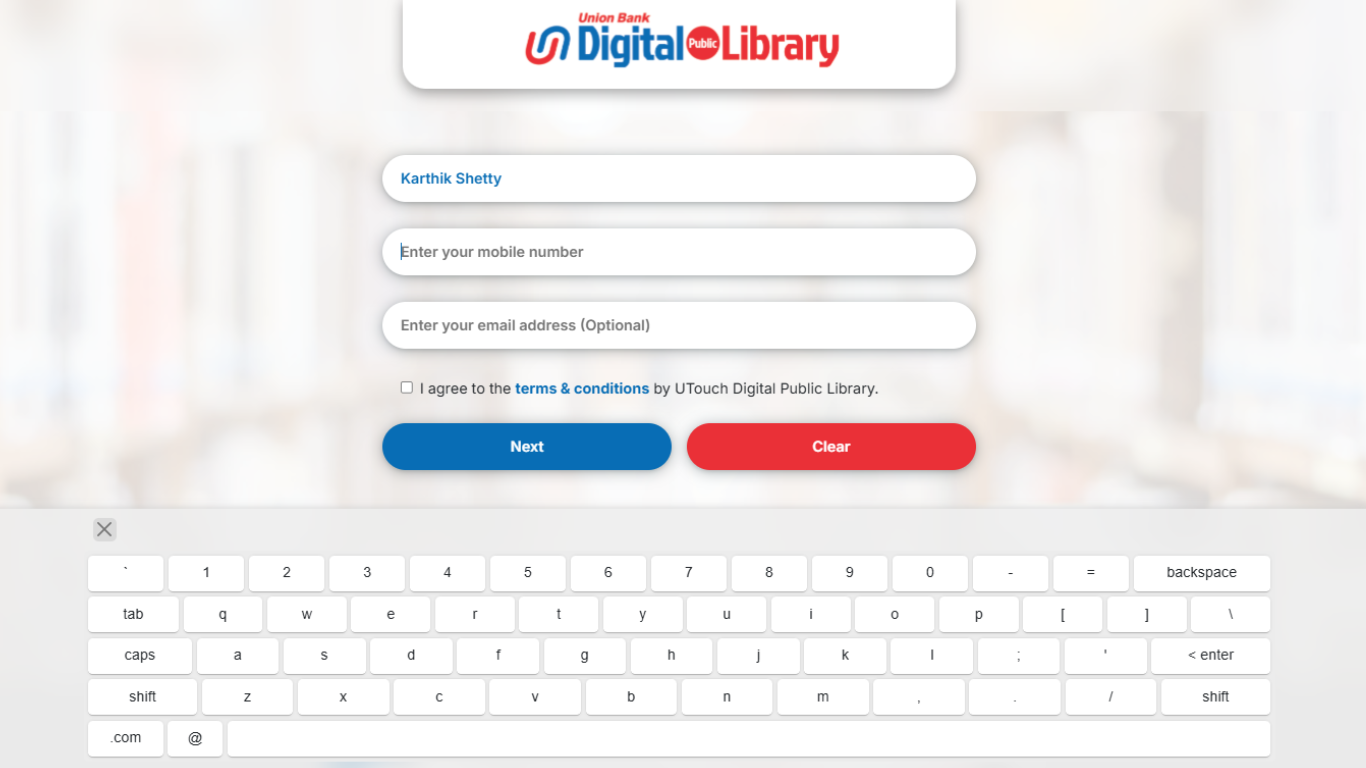 Union Bank
Digital Public Library
Karthik Shetty
Enter your mobile number
Enter your email address (Optional)
I agree to the terms & conditions by UTouch Digital Public Library.
Next Clear
` 1 2 3 4 5 6 7 8 9 0 - = backspace
tab q w e r t y u i o p [ ] \
caps a s d f g h j k l ; ' < enter
shift z x c v b n m , . / shift
.com @